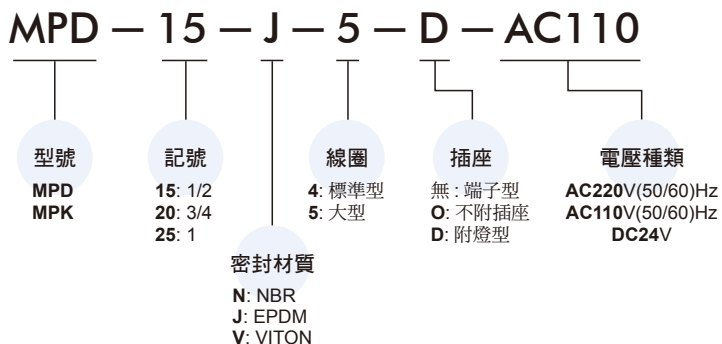 MPD — 15 — J — 5 — D — AC110
型號
MPD
MPK
記號
15: 1/2
20: 3/4
25: 1
密封材質
N: NBR
J: EPDM
V: VITON
線圈
4: 標準型
5: 大型
插座
無 : 端子型
O: 不附插座
D: 附燈型
電壓種類
AC220V(50/60)Hz
AC110V(50/60)Hz
DC24V